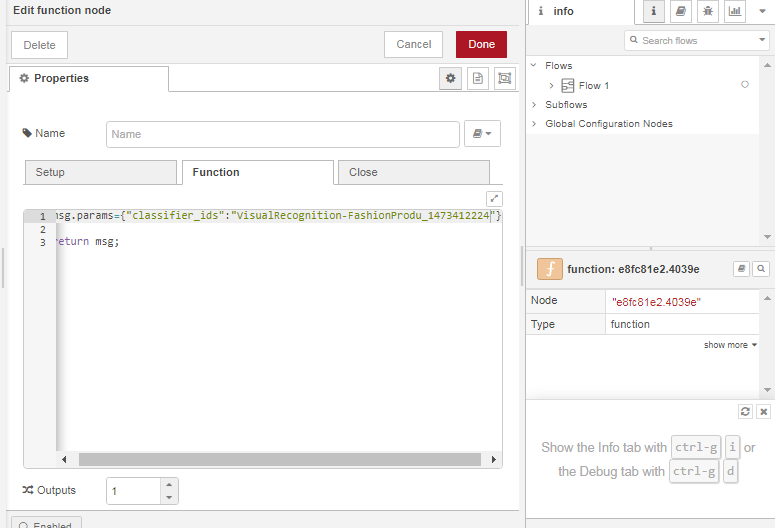 Edit function node
Delete
Cancel
Done
Properties
Name
Name
Setup
Function
Close
1 msg.params={"classifier_ids":"VisualRecognition-FashionProdu_1473412224"}
2
3 return msg;
Outputs
1
Enabled
i info
Search flows
Flows
Flow 1
Subflows
Global Configuration Nodes
function: e8fc81e2.4039e
Node "e8fc81e2.4039e"
Type function
show more
Show the Info tab with ctrl-g i or
the Debug tab with ctrl-g d